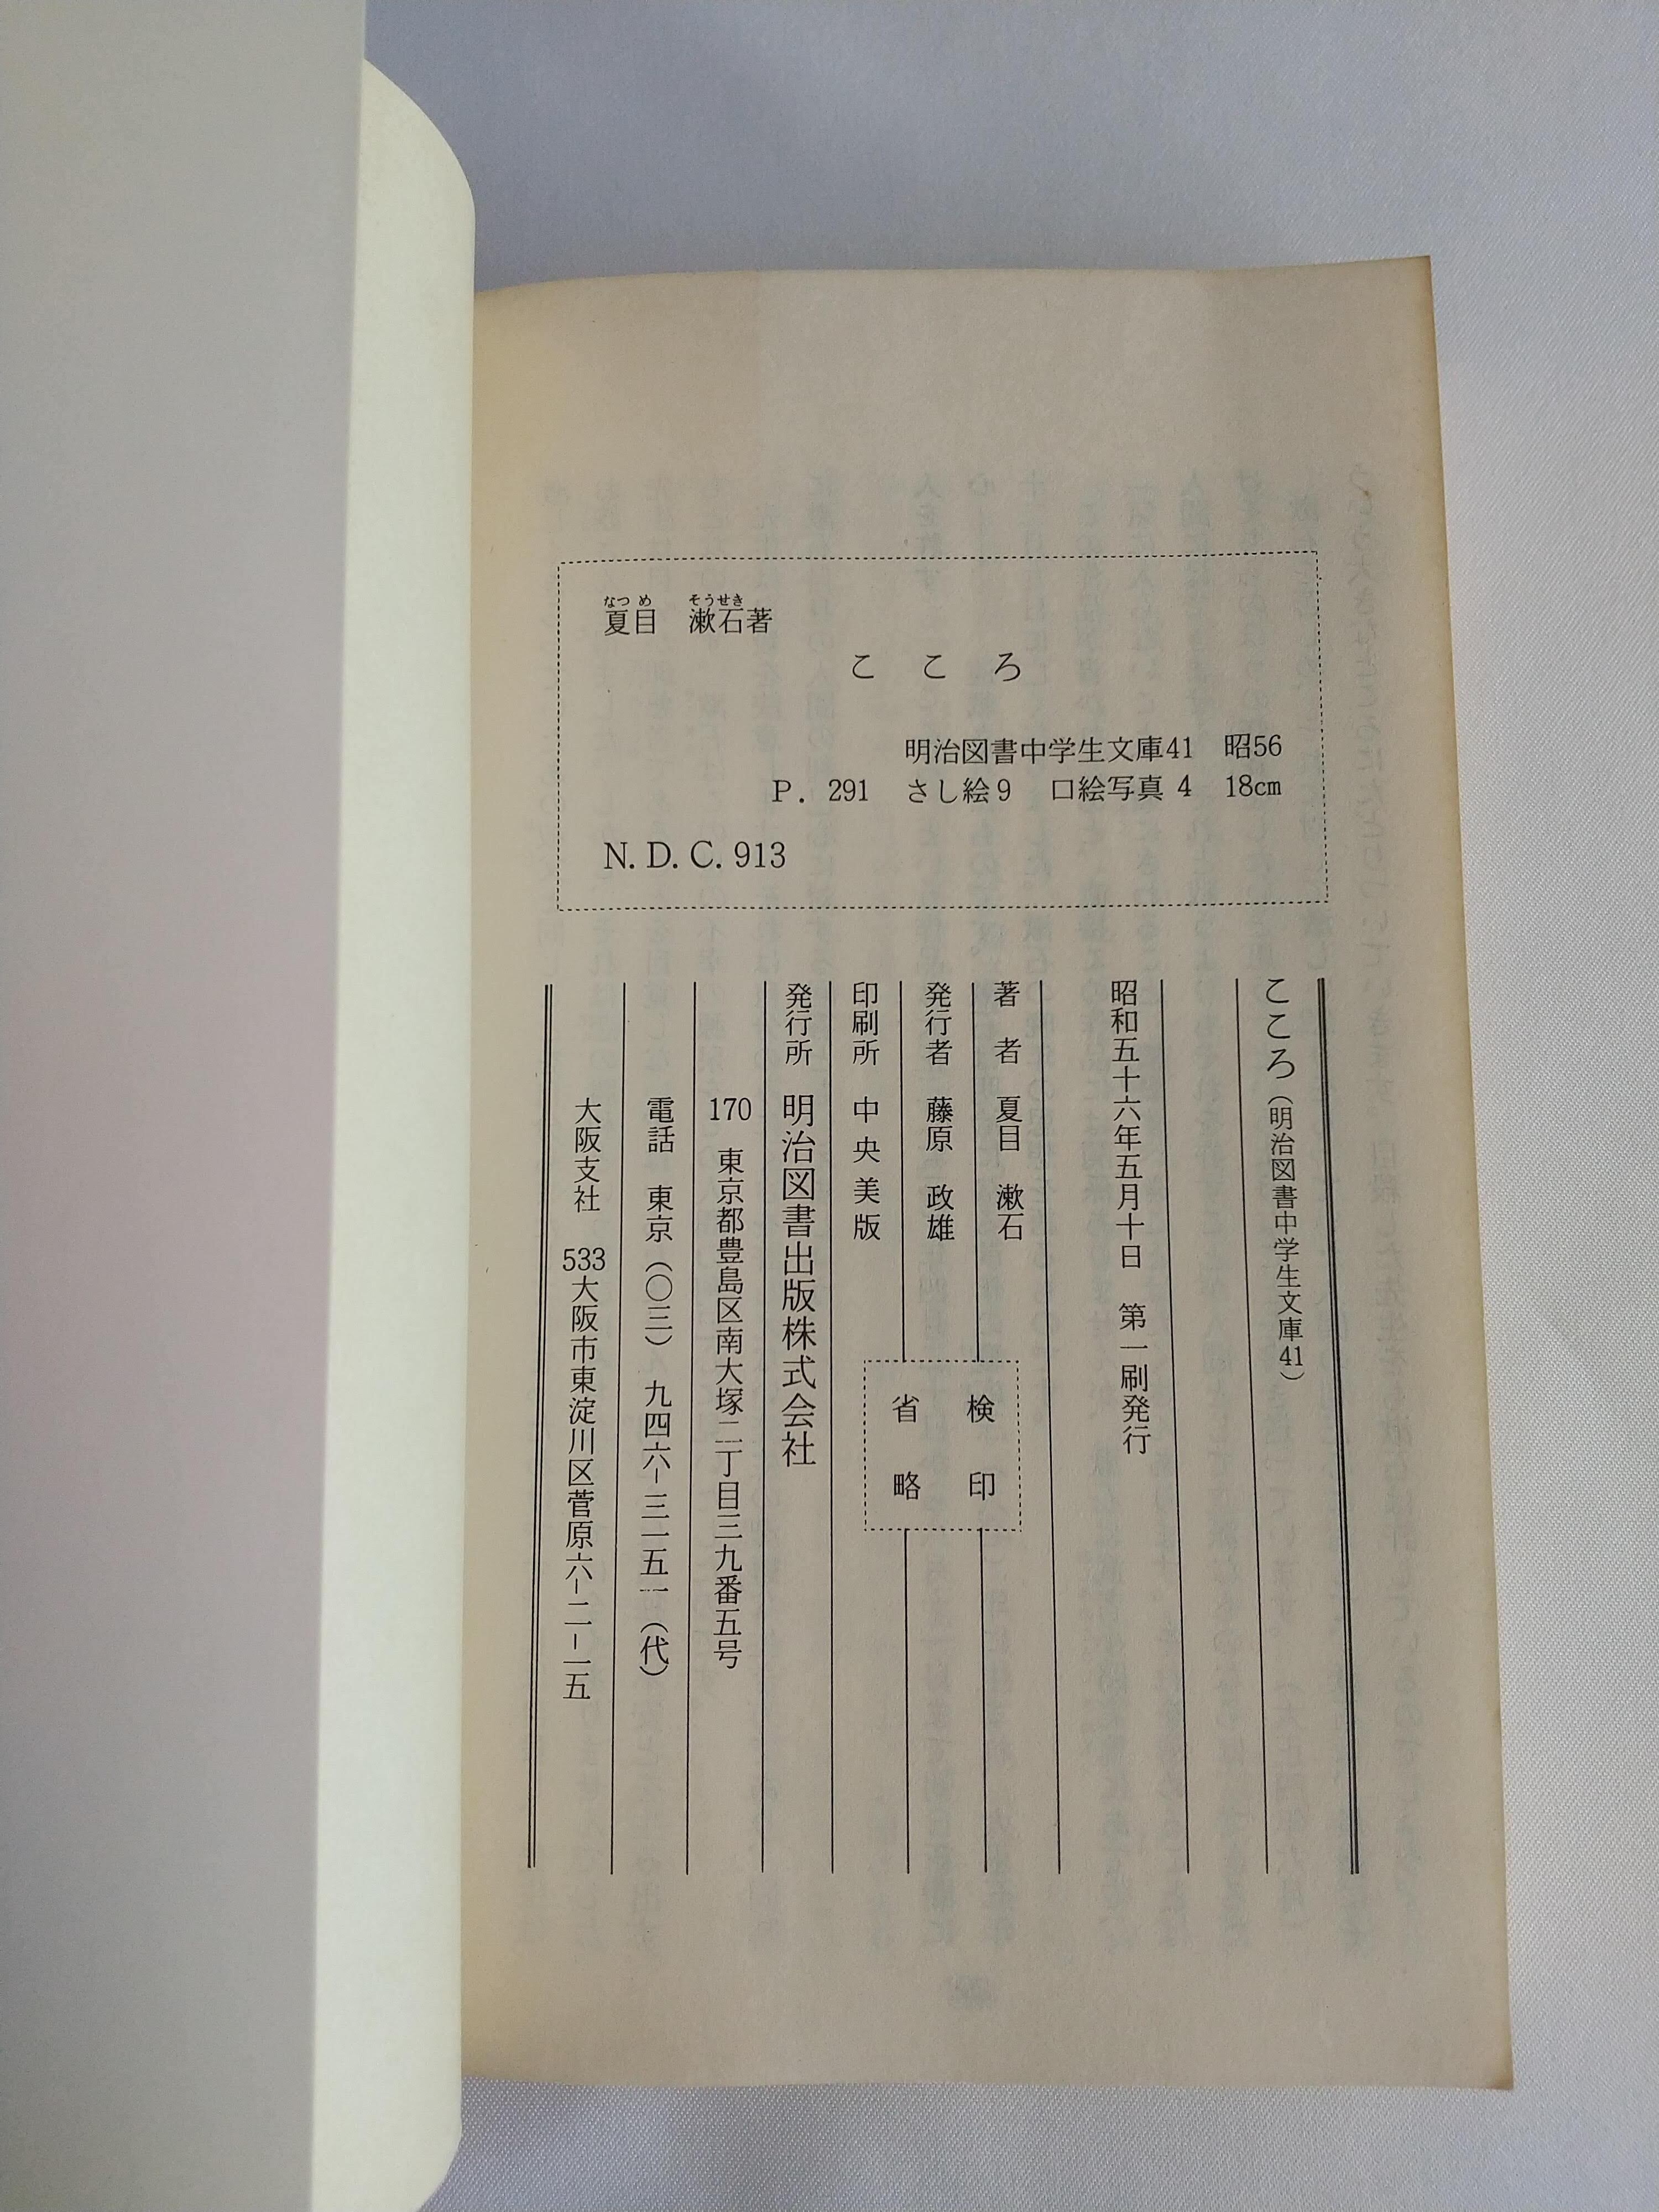 なつめ そうせき
夏目 漱石著
こころ
明治図書中学生文庫41 昭56
P. 291 さし絵9 口絵写真 4 18cm
N. D. C. 913
こころ(明治図書中学生文庫41)
昭和五十六年五月十日 第一刷発行
著者 夏目 漱石
発行者 藤原 政雄
検印
省略
印刷所 中央美版
発行所 明治図書出版株式会社
170 東京都豊島区南大塚二丁目三九番五号
電話 東京(〇三)九四六-三一五一(代)
大阪支社 533大阪市東淀川区菅原六-二-一五